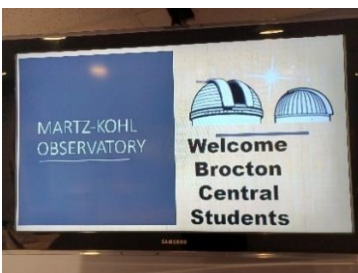 MARTZ-KOHL
OBSERVATORY
Welcome
Brocton
Central
Students
SAMSUNG